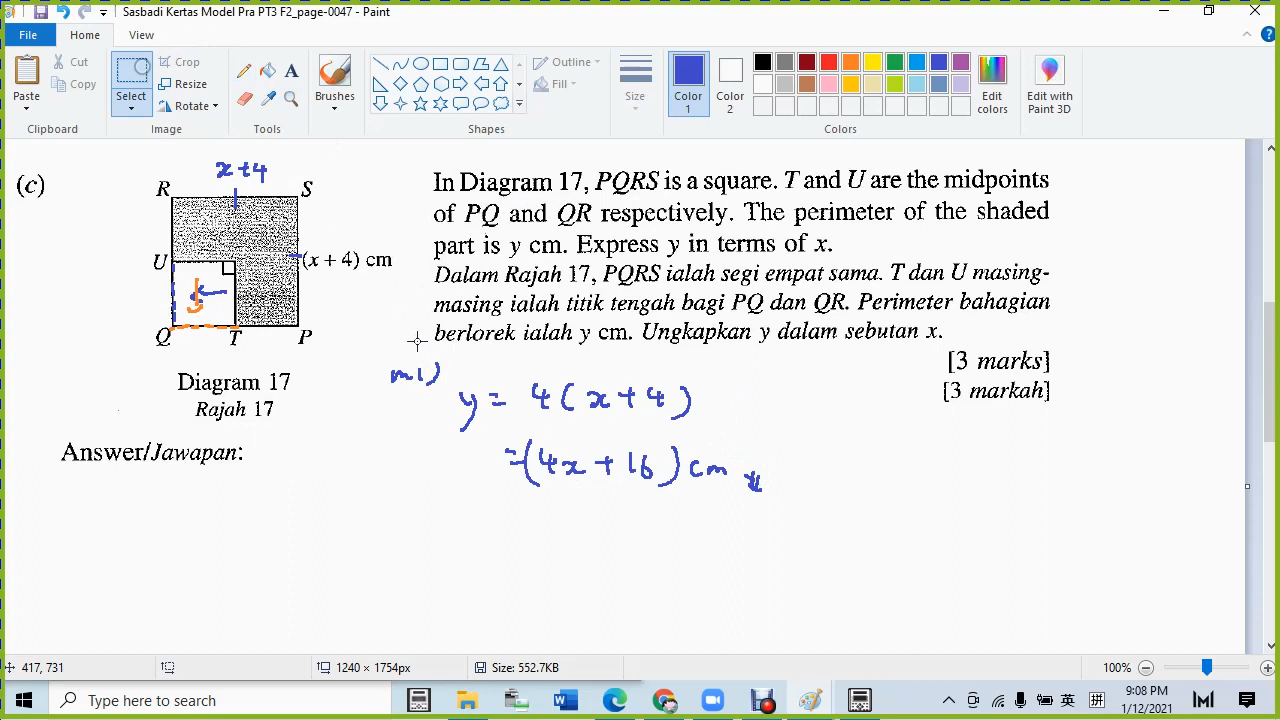 Sasbadi Kertas Model Pra PT3 F2_page-0047 - Paint
File Home View
Paste
Cut
Copy
Clipboard
Select
Crop
Resize
Rotate
Image
A
Tools
Brushes
Outline
Fill
Shapes
Size
Color 1
Color 2
Edit colors
Edit with Paint 3D
Colors
(c)
x+4
R S
U (x + 4) cm
Q T P
Diagram 17
Rajah 17
In Diagram 17, PQRS is a square. T and U are the midpoints
of PQ and QR respectively. The perimeter of the shaded
part is y cm. Express y in terms of x.
Dalam Rajah 17, PQRS ialah segi empat sama. T dan U masing-
masing ialah titik tengah bagi PQ dan QR. Perimeter bahagian
berlorek ialah y cm. Ungkapkan y dalam sebutan x.
[3 marks]
[3 markah]
m1) y = 4(x+4)
=(4x+16)cm
Answer/Jawapan:
417, 731
1240 × 1754px
Size: 552.7KB
100%
Type here to search
英
拼
9:08 PM
1/12/2021